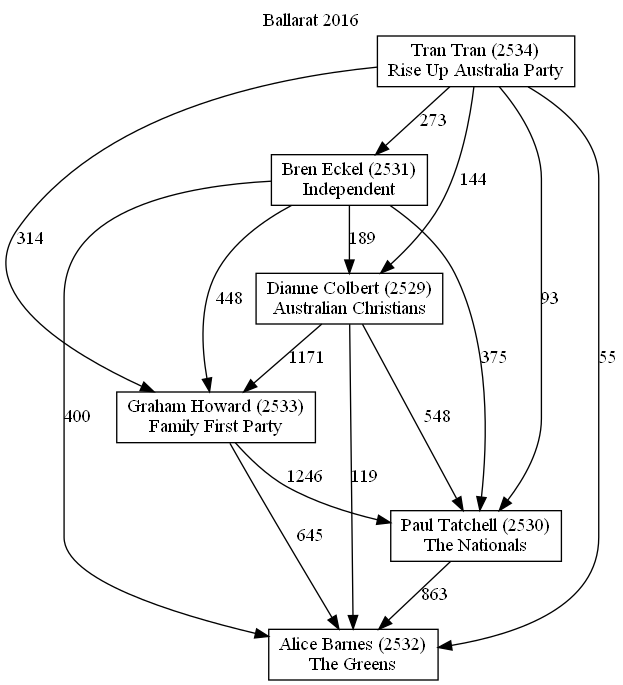 Ballarat 2016
Tran Tran (2534)
Rise Up Australia Party
273
Bren Eckel (2531)
Independent
144
314
189
448
93
375
55
Dianne Colbert (2529)
Australian Christians
1171
Graham Howard (2533)
Family First Party
400
548
1246
119
645
Paul Tatchell (2530)
The Nationals
863
Alice Barnes (2532)
The Greens